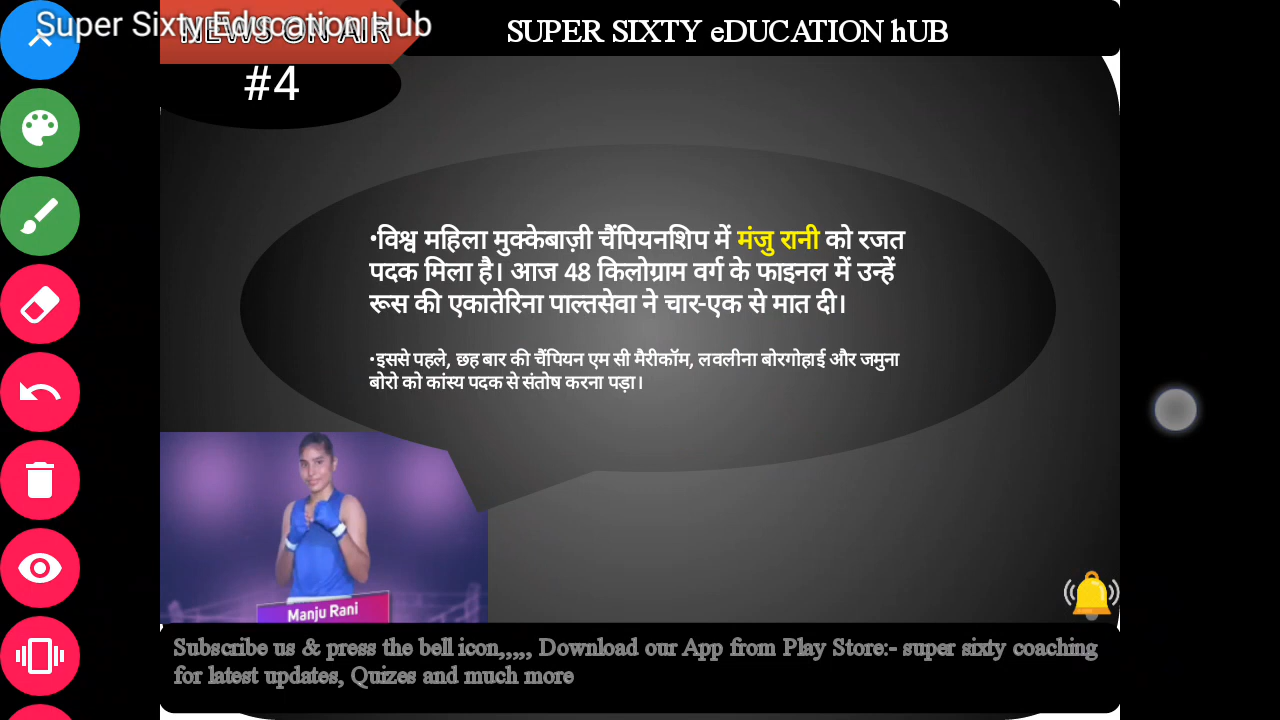 Super Sixty Education Hub
NEWS ON AIR
SUPER SIXTY eDUCATION hUB
#4
•विश्व महिला मुक्केबाज़ी चैंपियनशिप में मंजु रानी को रजत
पदक मिला है। आज 48 किलोग्राम वर्ग के फाइनल में उन्हें
रूस की एकातेरिना पाल्तसेवा ने चार-एक से मात दी।
•इससे पहले, छह बार की चैंपियन एम सी मैरीकॉम, लवलीना बोरगोहाई और जमुना
बोरो को कांस्य पदक से संतोष करना पड़ा।
Manju Rani
Subscribe us & press the bell icon,,,,, Download our App from Play Store:- super sixty coaching
for latest updates, Quizes and much more